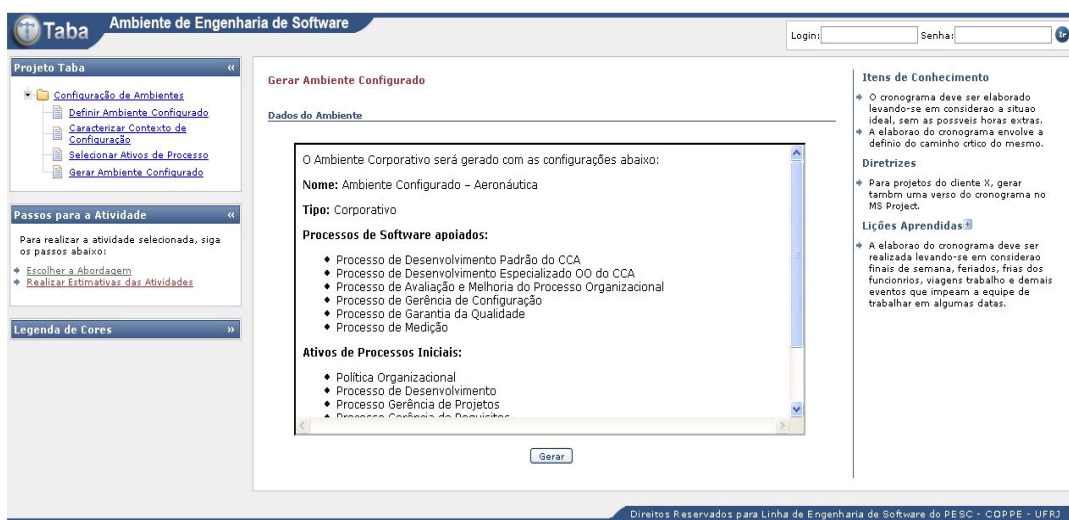 Taba
Ambiente de Engenharia de Software
Login:
Senha:
Ir
Projeto Taba
Configuração de Ambientes
Definir Ambiente Configurado
Caracterizar Contexto de
Configuração
Selecionar Ativos de Processo
Gerar Ambiente Configurado
Passos para a Atividade
Para realizar a atividade selecionada, siga
os passos abaixo:
Escolher a Abordagem
Realizar Estimativas das Atividades
Legenda de Cores
Gerar Ambiente Configurado
Dados do Ambiente
O Ambiente Corporativo será gerado com as configurações abaixo:
Nome: Ambiente Configurado – Aeronáutica
Tipo: Corporativo
Processos de Software apoiados:
Processo de Desenvolvimento Padrão do CCA
Processo de Desenvolvimento Especializado OO do CCA
Processo de Avaliação e Melhoria do Processo Organizacional
Processo de Gerência de Configuração
Processo de Garantia da Qualidade
Processo de Medição
Ativos de Processos Iniciais:
Política Organizacional
Processo de Desenvolvimento
Processo Gerência de Projetos
Processo Gerência de Requisitos
Gerar
Itens de Conhecimento
O cronograma deve ser elaborado
levando-se em considerao a situao
ideal, sem as possveis horas extras.
A elaborao do cronograma envolve a
definio do caminho crtico do mesmo.
Diretrizes
Para projetos do cliente X, gerar
tambm uma verso do cronograma no
MS Project.
Lições Aprendidas
A elaborao do cronograma deve ser
realizada levando-se em considerao
finais de semana, feriados, frias dos
funcionrios, viagens trabalho e demais
eventos que impeam a equipe de
trabalhar em algumas datas.
Direitos Reservados para Linha de Engenharia de Software do PESC - COPPE - UFRJ